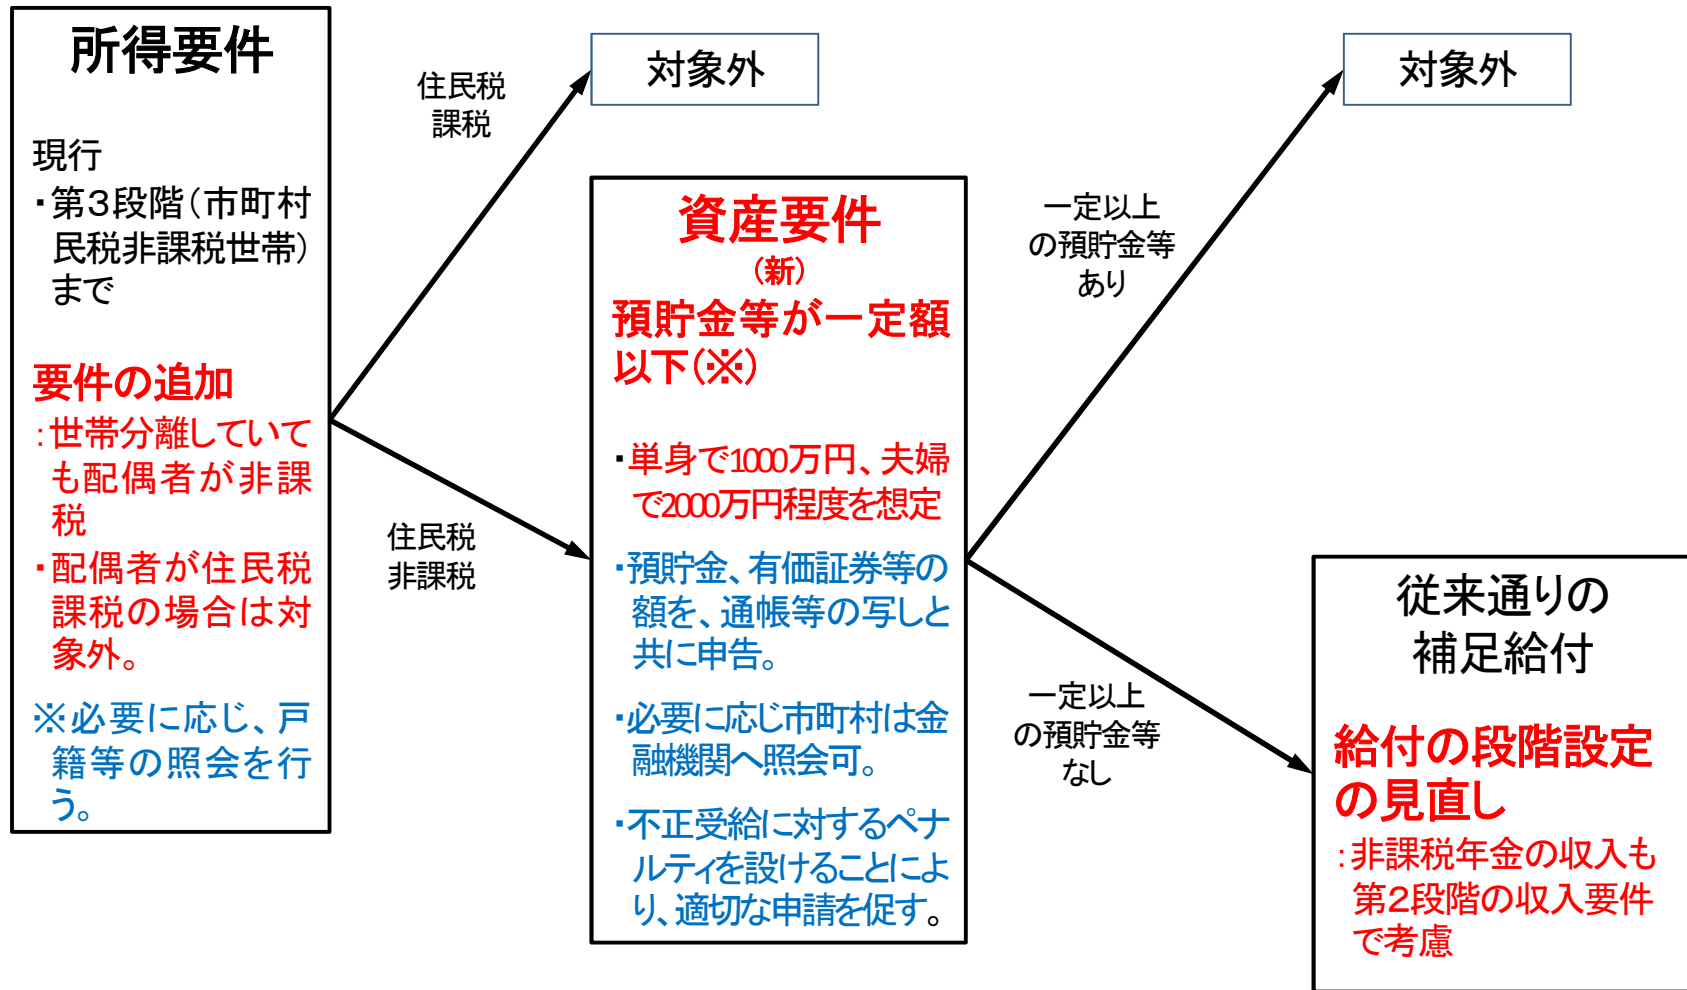 所得要件
現行
・第３段階（市町村
民税非課税世帯）
まで
要件の追加
：世帯分離していて
も配偶者が非課
税
・配偶者が住民税
課税の場合は対
象外。
※必要に応じ、戸
籍等の照会を行
う。
住民税
課税
対象外
住民税
非課税
資産要件
（新）
預貯金等が一定額
以下(※)
・単身で1000万円、夫婦
で2000万円程度を想定
・預貯金、有価証券等の
額を、通帳等の写しと
共に申告。
・必要に応じ市町村は金
融機関へ照会可。
・不正受給に対するペナ
ルティを設けることによ
り、適切な申請を促す。
一定以上
の預貯金等
あり
対象外
一定以上
の預貯金等
なし
従来通りの
補足給付
給付の段階設定
の見直し
：非課税年金の収入も
第２段階の収入要件
で考慮